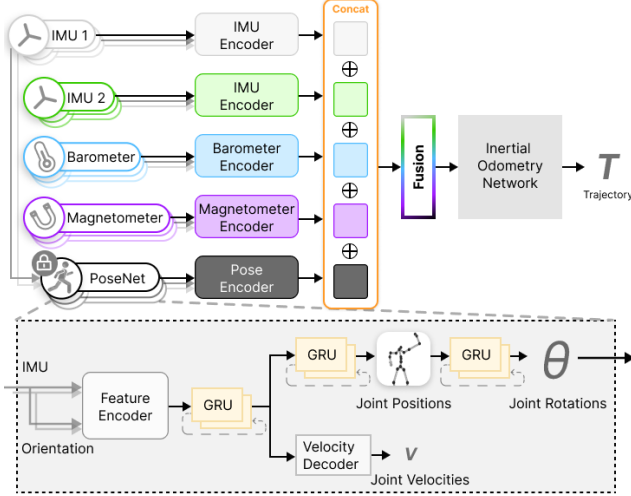 Concat
IMU 1
IMU
Encoder
IMU 2
IMU
Encoder
Barometer
Barometer
Encoder
Magnetometer
Magnetometer
Encoder
PoseNet
Pose
Encoder
Fusion
Inertial
Odometry
Network
T
Trajectory
IMU
Orientation
Feature
Encoder
GRU
GRU
Joint Positions
GRU
θ
Joint Rotations
Velocity
Decoder
v
Joint Velocities